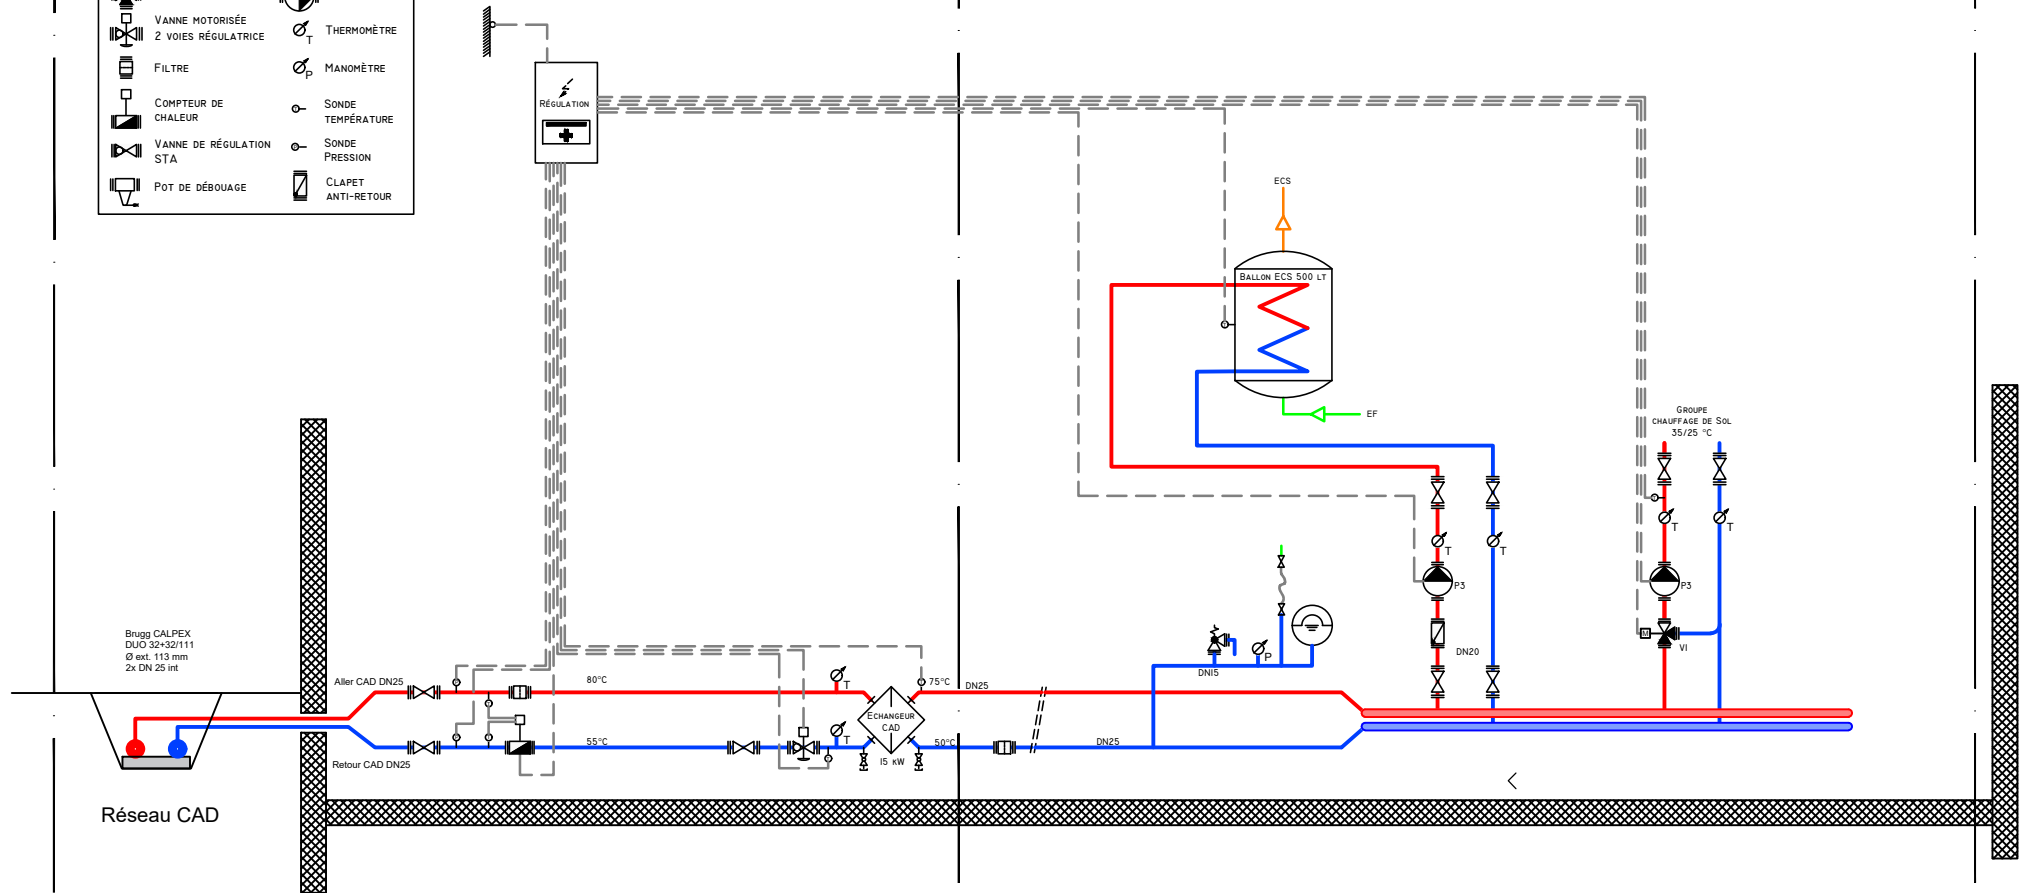 VANNE MOTORISÉE
2 VOIES RÉGULATRICE
FILTRE
COMPTEUR DE
CHALEUR
VANNE DE RÉGULATION
STA
POT DE DÉBOUAGE
T
THERMOMÈTRE
P
MANOMÈTRE
SONDE
TEMPÉRATURE
SONDE
PRESSION
CLAPET
ANTI-RETOUR
RÉGULATION
ECS
BALLON ECS 500 LT
EF
GROUPE
CHAUFFAGE DE SOL
35/25 °C
T
T
T
T
P3
P3
M
V1
DN20
P
DN15
Brugg CALPEX
DUO 32+32/111
Ø ext. 113 mm
2x DN 25 int
Aller CAD DN25
80°C
T
75°C
DN25
ECHANGEUR
CAD
15 KW
Retour CAD DN25
55°C
T
50°C
DN25
Réseau CAD